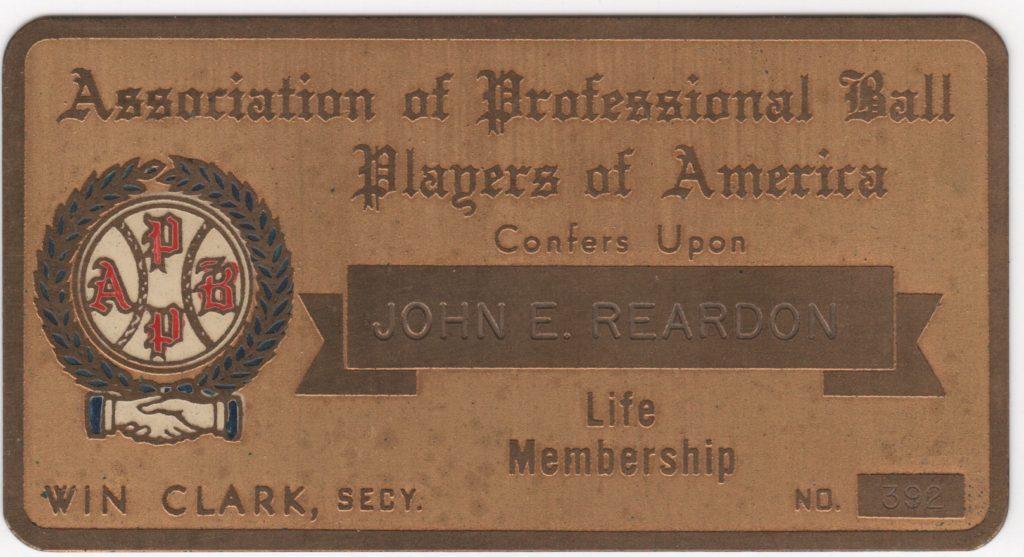 Association of Professional Ball
Players of America
Confers Upon
JOHN E. REARDON
Life
Membership
A P B P
WIN CLARK, SECY.
NO. 392